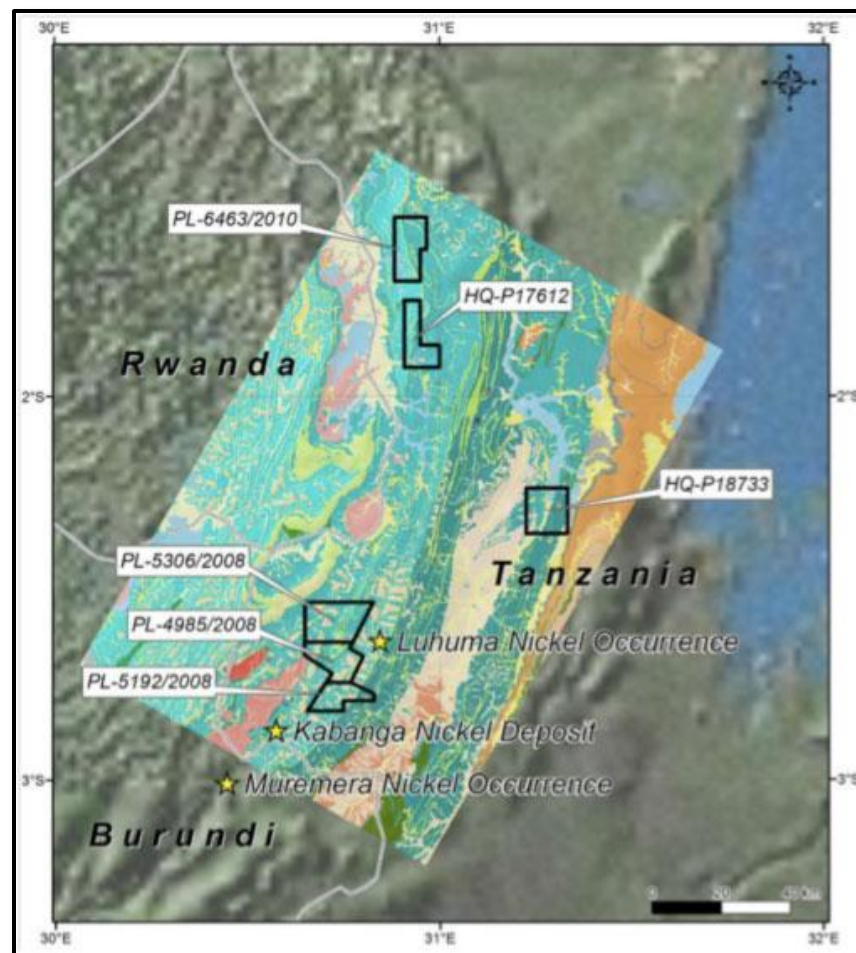 30°E 31°E 32°E
PL-6463/2010
HQ-P17612
Rwanda
2°S 2°S
HQ-P18733
PL-5306/2008
Tanzania
PL-4985/2008
Luhuma Nickel Occurrence
PL-5192/2008
Kabanga Nickel Deposit
3°S 3°S
Muremera Nickel Occurrence
Burundi
0 20 40 km
30°E 31°E 32°E